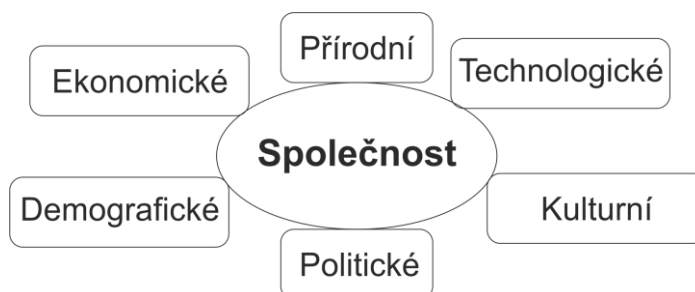 Přírodní
Ekonomické
Technologické
Společnost
Demografické
Kulturní
Politické